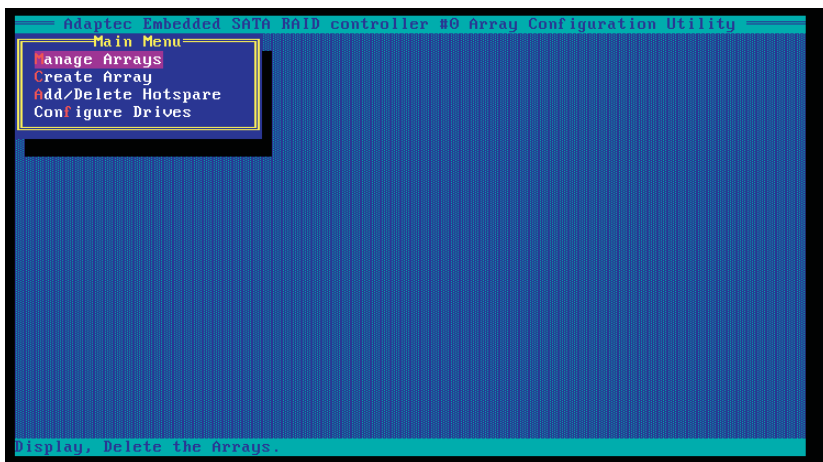 Adaptec Embedded SATA RAID controller #0 Array Configuration Utility
Main Menu
Manage Arrays
Create Array
Add/Delete Hotspare
Configure Drives
Display, Delete the Arrays.